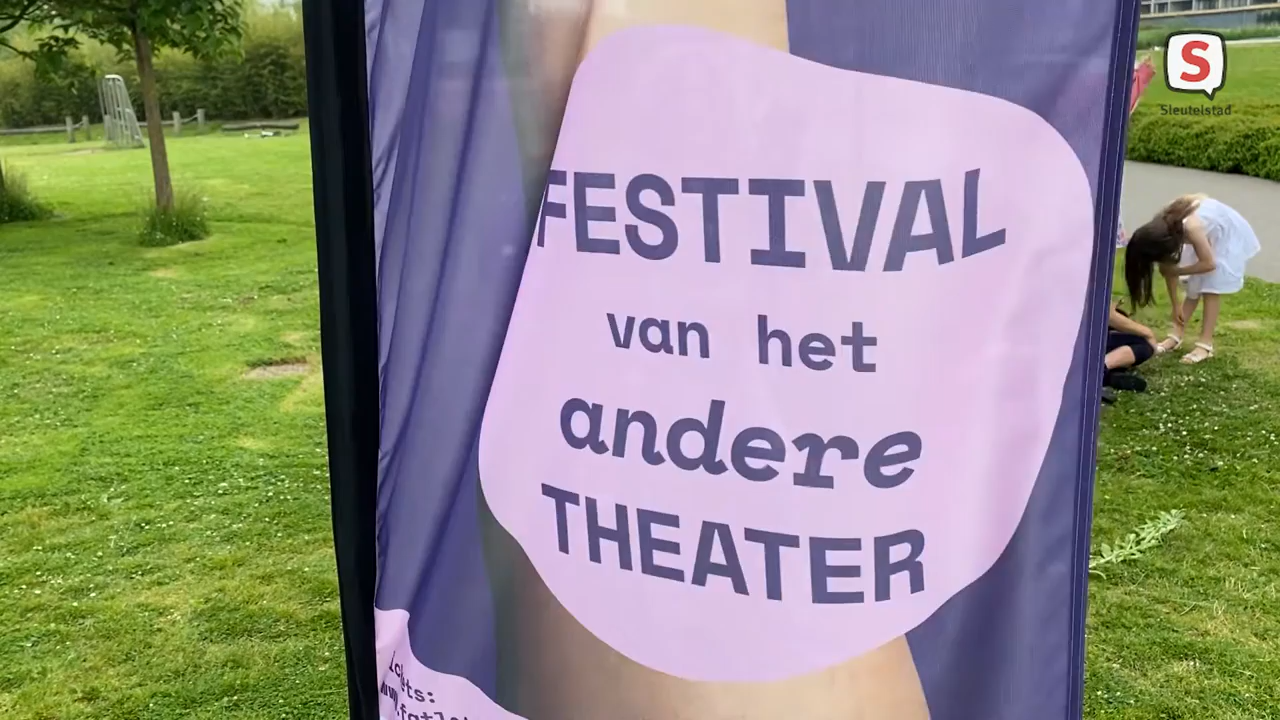 S
Sleutelstad
FESTIVAL
van het
andere
THEATER